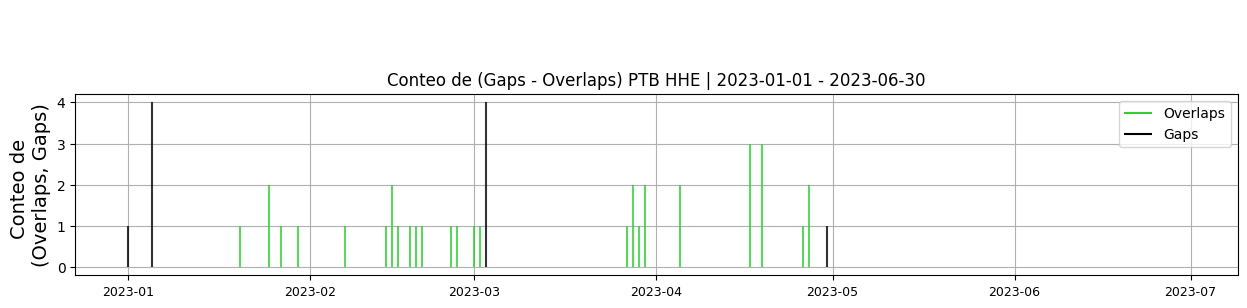 Conteo de (Gaps - Overlaps) PTB HHE | 2023-01-01 - 2023-06-30
Conteo de
(Overlaps, Gaps)
4
3
2
1
0
Overlaps
Gaps
2023-01
2023-02
2023-03
2023-04
2023-05
2023-06
2023-07